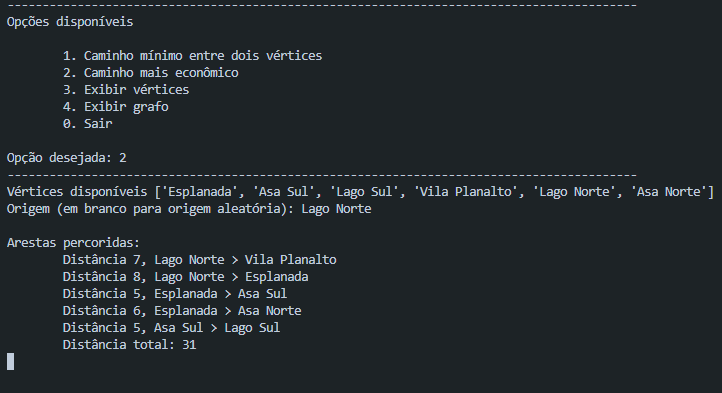 ------------------------------------------------------------------------------------------
Opções disponíveis
1. Caminho mínimo entre dois vértices
2. Caminho mais econômico
3. Exibir vértices
4. Exibir grafo
0. Sair
Opção desejada: 2
------------------------------------------------------------------------------------------
Vértices disponíveis ['Esplanada', 'Asa Sul', 'Lago Sul', 'Vila Planalto', 'Lago Norte', 'Asa Norte']
Origem (em branco para origem aleatória): Lago Norte
Arestas percoridas:
Distância 7, Lago Norte > Vila Planalto
Distância 8, Lago Norte > Esplanada
Distância 5, Esplanada > Asa Sul
Distância 6, Esplanada > Asa Norte
Distância 5, Asa Sul > Lago Sul
Distância total: 31